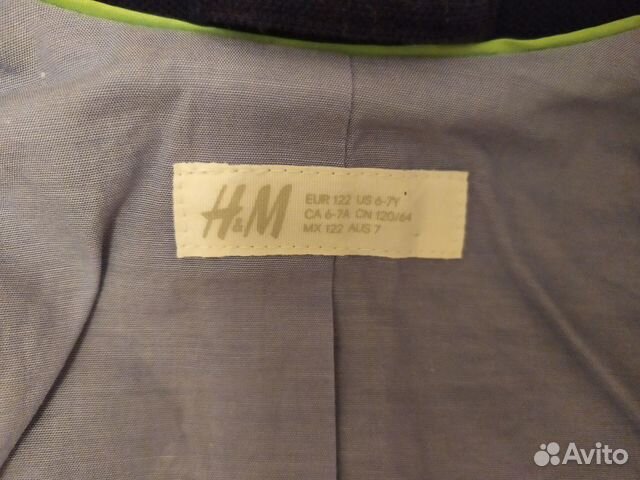 H&M
EUR 122 US 6-7Y
CA 6-7A CN 120/64
MX 122 AUS 7
Avito